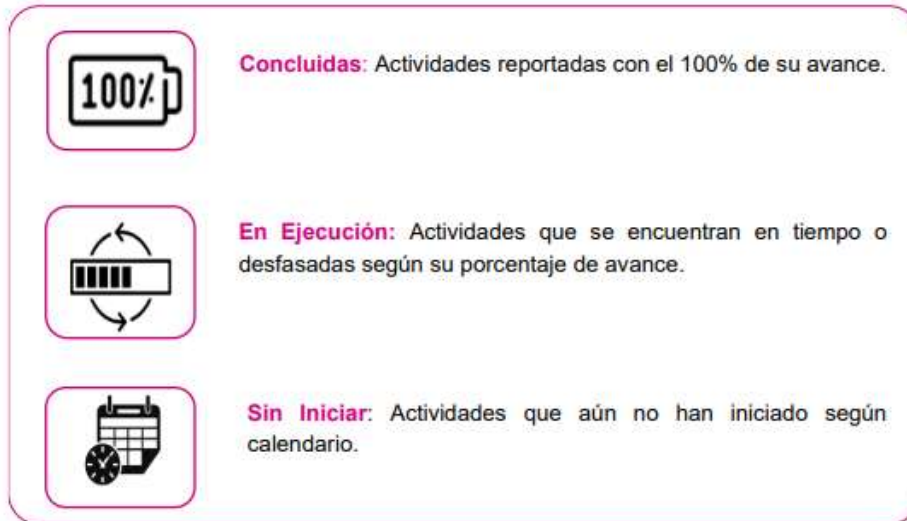 100%
Concluidas: Actividades reportadas con el 100% de su avance.
En Ejecución: Actividades que se encuentran en tiempo o
desfasadas según su porcentaje de avance.
Sin Iniciar: Actividades que aún no han iniciado según
calendario.